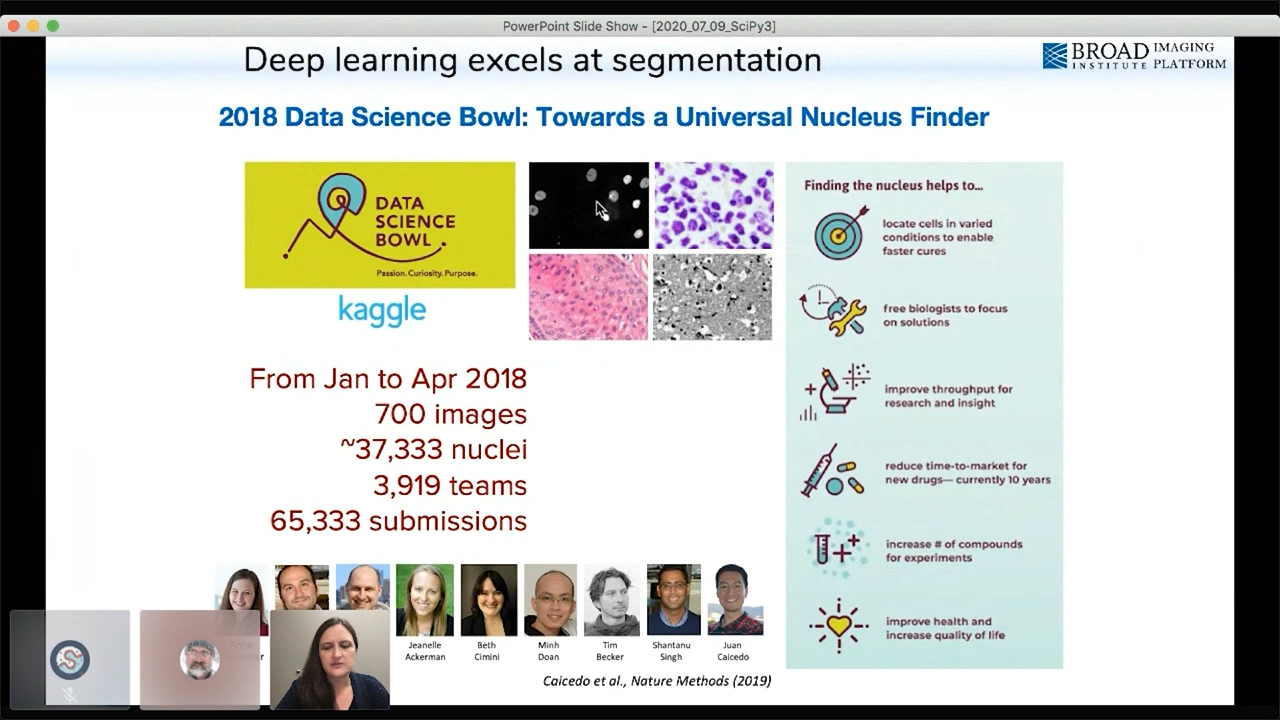 PowerPoint Slide Show - [2020_07_09_SciPy3]
Deep learning excels at segmentation
BROAD
INSTITUTE
IMAGING
PLATFORM
2018 Data Science Bowl: Towards a Universal Nucleus Finder
DATA
SCIENCE
BOWL
Passion. Curiosity. Purpose.
kaggle
From Jan to Apr 2018
700 images
~37,333 nuclei
3,919 teams
65,333 submissions
Finding the nucleus helps to...
locate cells in varied
conditions to enable
faster cures
free biologists to focus
on solutions
improve throughput for
research and insight
reduce time-to-market for
new drugs— currently 10 years
increase # of compounds
for experiments
improve health and
increase quality of life
Jeanelle
Ackerman
Beth
Cimini
Minh
Doan
Tim
Becker
Shantanu
Singh
Juan
Caicedo
Caicedo et al., Nature Methods (2019)